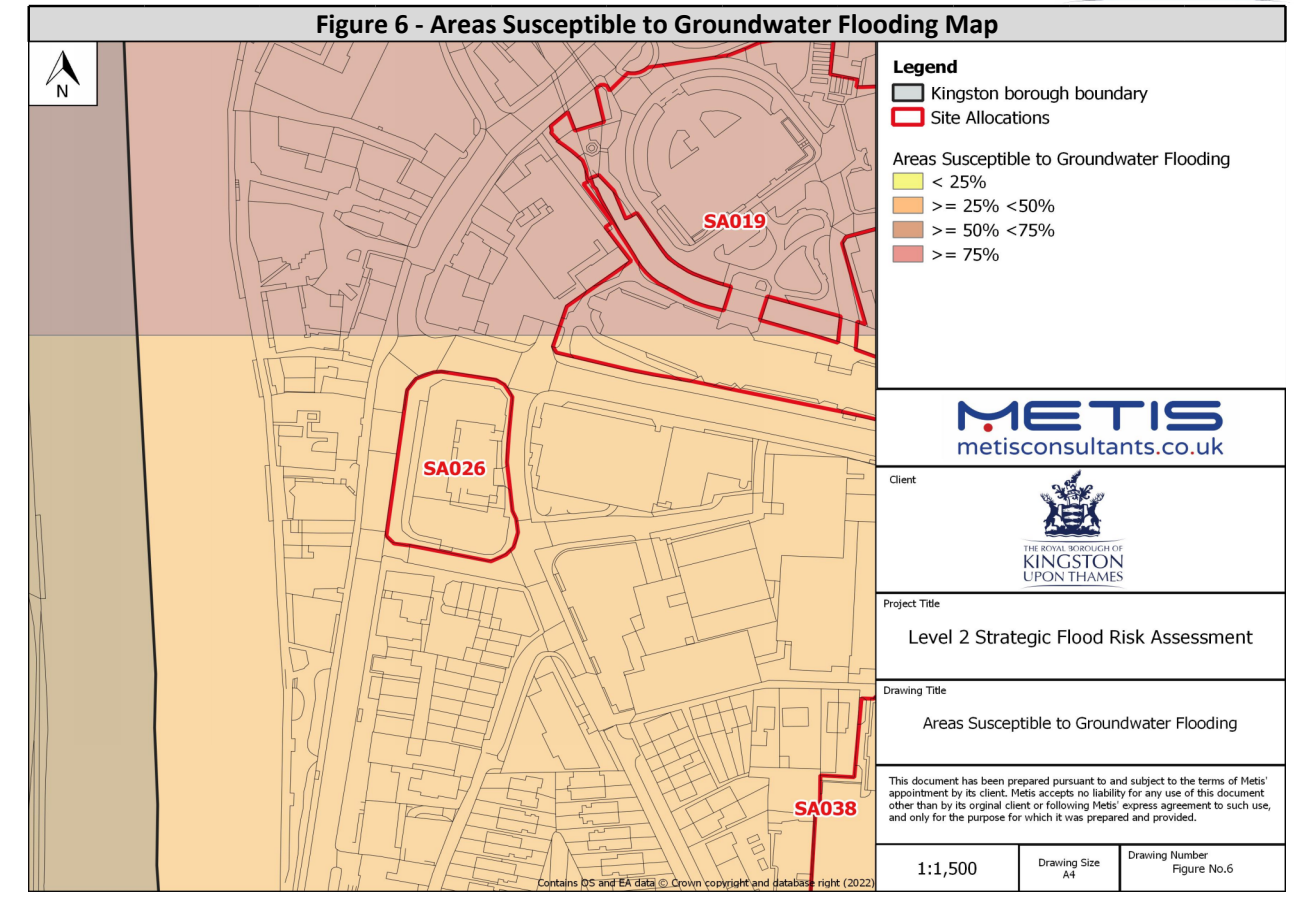 Figure 6 - Areas Susceptible to Groundwater Flooding Map
N
SA019
SA026
SA038
Contains OS and EA data © Crown copyright and database right (2022)
Legend
Kingston borough boundary
Site Allocations
Areas Susceptible to Groundwater Flooding
< 25%
>= 25% <50%
>= 50% <75%
>= 75%
METIS
metisconsultants.co.uk
Client
THE ROYAL BOROUGH OF
KINGSTON
UPON THAMES
Project Title
Level 2 Strategic Flood Risk Assessment
Drawing Title
Areas Susceptible to Groundwater Flooding
This document has been prepared pursuant to and subject to the terms of Metis'
appointment by its client. Metis accepts no liability for any use of this document
other than by its orginal client or following Metis' express agreement to such use,
and only for the purpose for which it was prepared and provided.
1:1,500
Drawing Size
A4
Drawing Number
Figure No.6